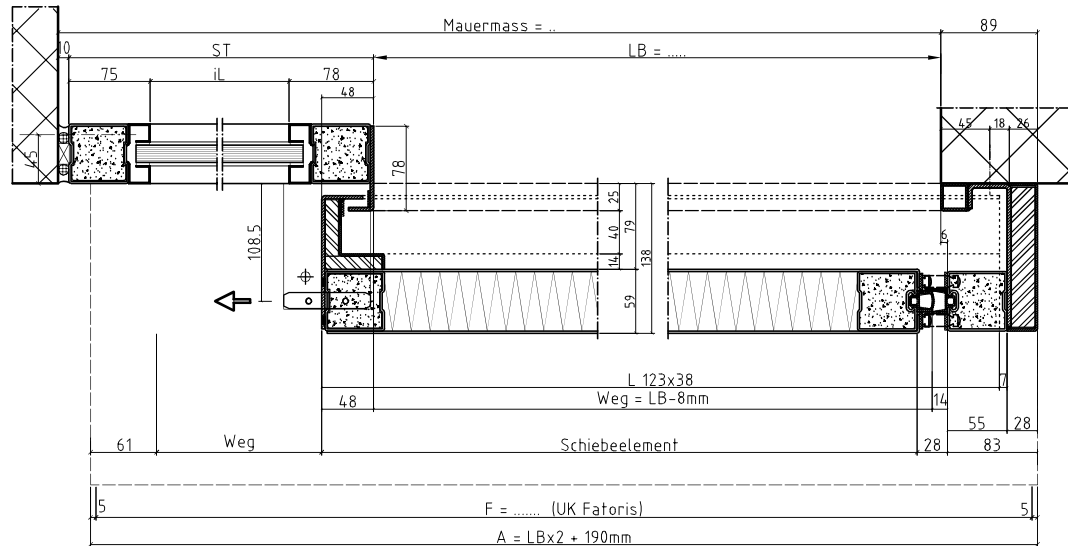 Mauermass = ..
89
10
ST
LB = .....
75
iL
78
48
45
18
26
45
78
25
79
40
138
14
108.5
6
59
L 123x38
7
48
Weg = LB-8mm
14
55
28
61
Weg
Schiebeelement
28
83
5
F = ....... (UK Fatoris)
5
A = LBx2 + 190mm